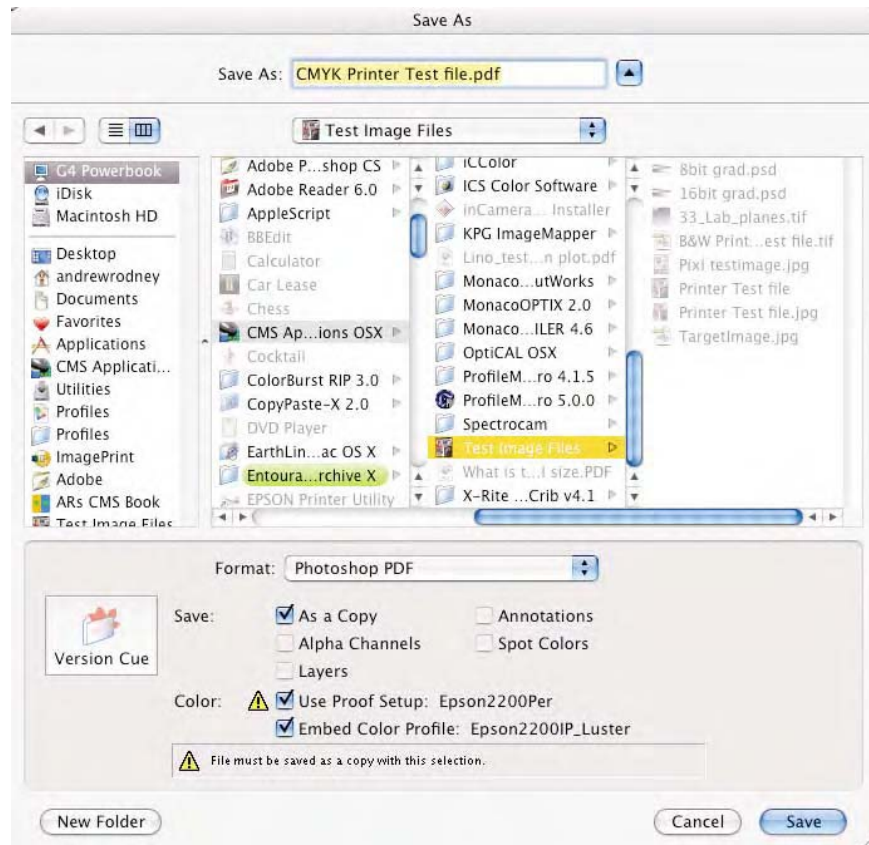 Save As
Save As: CMYK Printer Test file.pdf
Test Image Files
G4 Powerbook
iDisk
Macintosh HD
Desktop
andrewrodney
Documents
Favorites
Applications
CMS Applicati...
Utilities
Profiles
Profiles
ImagePrint
Adobe
ARs CMS Book
Test Image Files
Adobe P...shop CS
Adobe Reader 6.0
AppleScript
BBEdit
Calculator
Car Lease
Chess
CMS Ap...ions OSX
Cocktail
ColorBurst RIP 3.0
CopyPaste-X 2.0
DVD Player
EarthLin...ac OS X
Entoura...rchive X
EPSON Printer Utility
iCColor
ICS Color Software
inCamera... Installer
KPG ImageMapper
Lino_test...n plot.pdf
Monaco...utWorks
MonacoOPTIX 2.0
Monaco...ILER 4.6
OptiCAL OSX
ProfileM...ro 4.1.5
ProfileM...ro 5.0.0
Spectrocam
Test Image Files
What is t...l size.PDF
X-Rite ...Crib v4.1
8bit grad.psd
16bit grad.psd
33_Lab_planes.tif
B&W Print...est file.tif
Pixl testimage.jpg
Printer Test file
Printer Test file.jpg
TargetImage.jpg
Format: Photoshop PDF
Version Cue
Save: As a Copy Annotations
Alpha Channels Spot Colors
Layers
Color: Use Proof Setup: Epson2200Per
Embed Color Profile: Epson2200IP_Luster
File must be saved as a copy with this selection.
New Folder Cancel Save